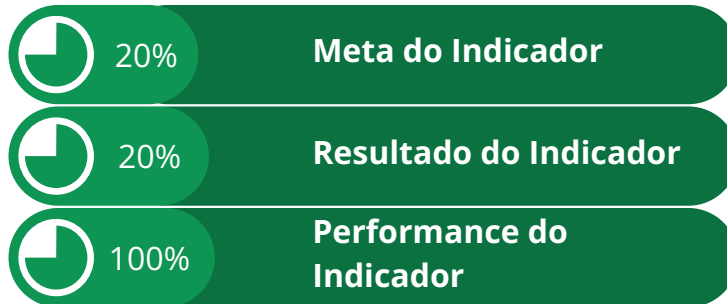 20% Meta do Indicador
20% Resultado do Indicador
100% Performance do
Indicador